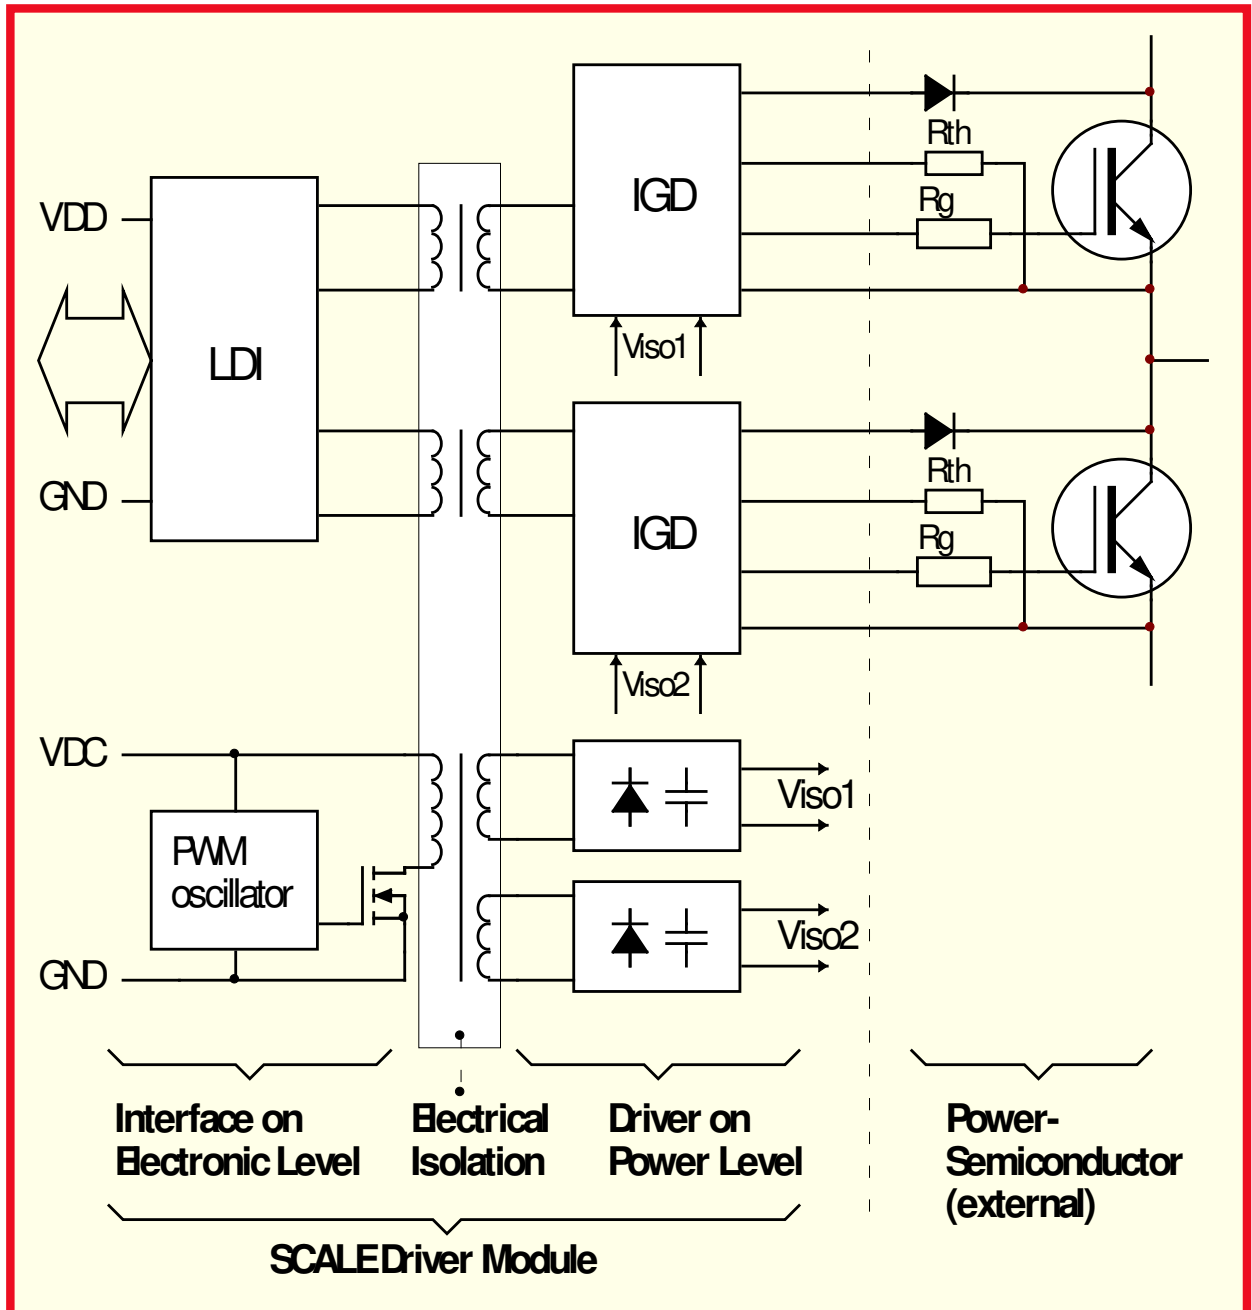 Rth
Rg
IGD
VDD
Viso1
LDI
Rth
GND
IGD
Rg
Viso2
VDC
Viso1
PWM
oscillator
Viso2
GND
Interface on
Electronic Level
Electrical
Isolation
Driver on
Power Level
Power-
Semiconductor
(external)
SCALE Driver Module